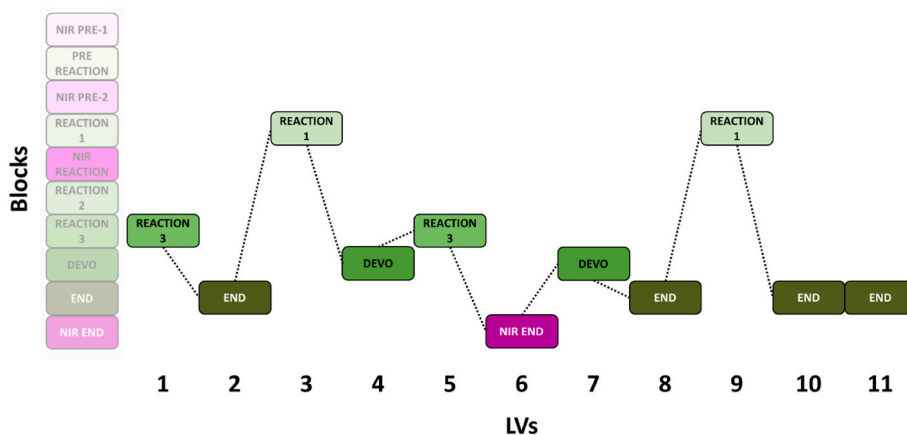 Blocks
NIR PRE-1
PRE
REACTION
NIR PRE-2
REACTION
1
NIR
REACTION
REACTION
2
REACTION
3
DEVO
END
NIR END
REACTION
3
END
REACTION
1
DEVO
REACTION
3
NIR END
DEVO
END
REACTION
1
END
END
1 2 3 4 5 6 7 8 9 10 11
LVs